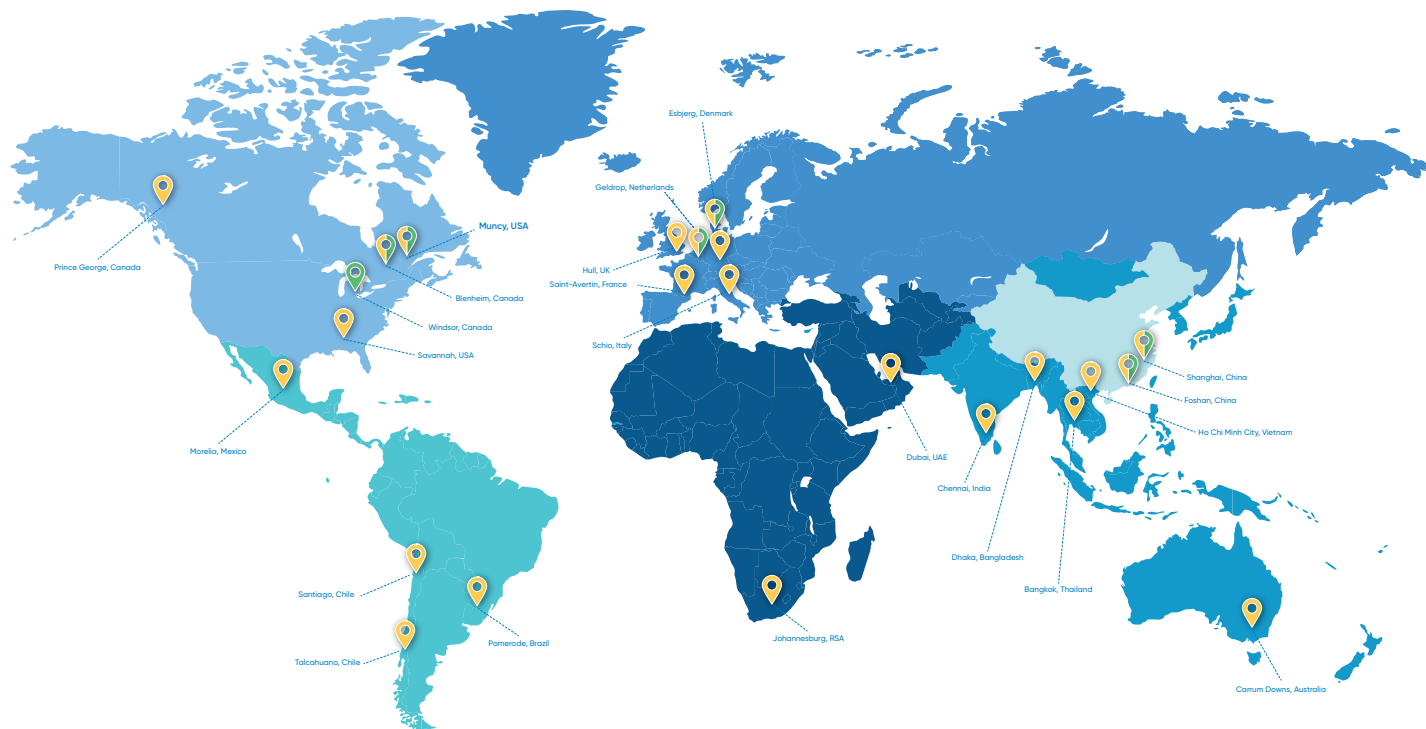 Esbjerg, Denmark
Geldrop, Netherlands
Muncy, USA
Prince George, Canada
Hull, UK
Saint-Avertin, France
Blenheim, Canada
Windsor, Canada
Schio, Italy
Savannah, USA
Shanghai, China
Foshan, China
Ho Chi Minh City, Vietnam
Morelia, Mexico
Dubai, UAE
Chennai, India
Dhaka, Bangladesh
Bangkok, Thailand
Santiago, Chile
Johannesburg, RSA
Pomerode, Brazil
Talcahuano, Chile
Carrum Downs, Australia